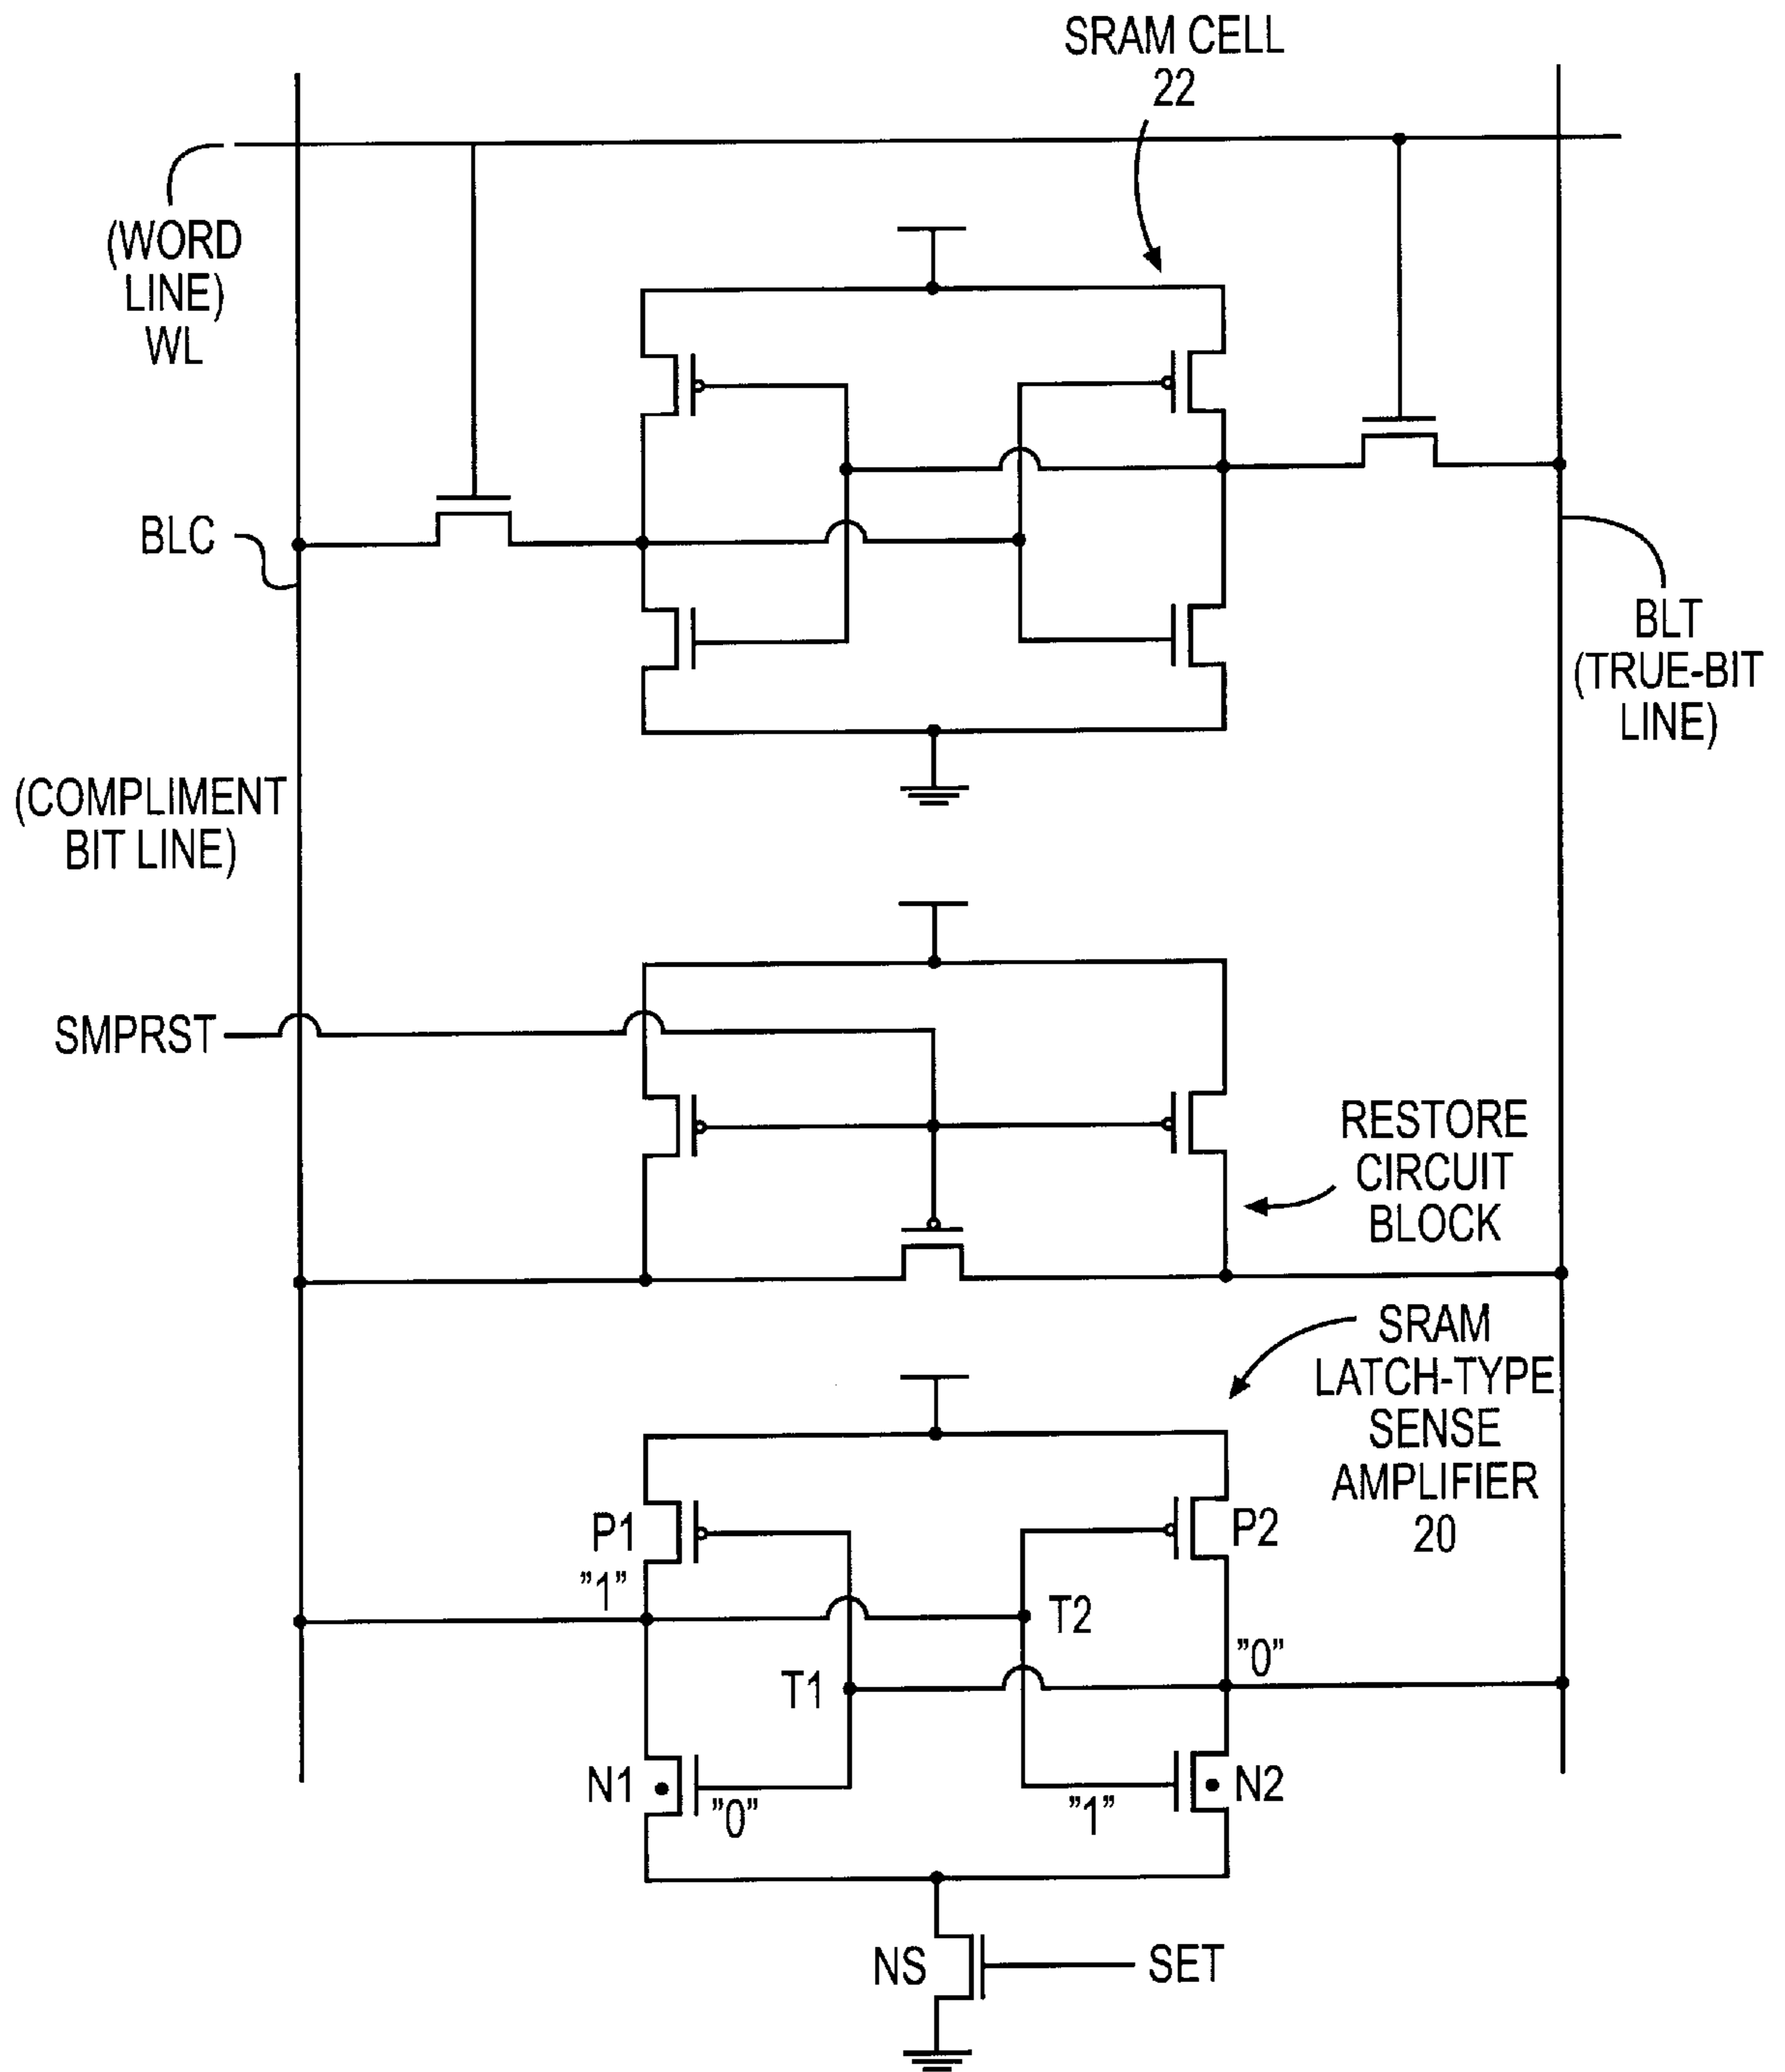 SRAM CELL
22
(WORD
LINE)
WL
BLC
BLT
(TRUE-BIT
LINE)
(COMPLIMENT
BIT LINE)
SMPRST
RESTORE
CIRCUIT
BLOCK
SRAM
LATCH-TYPE
SENSE
AMPLIFIER
20
P1
P2
"1"
T2
"0"
T1
N1
"0"
"1"
N2
NS
SET